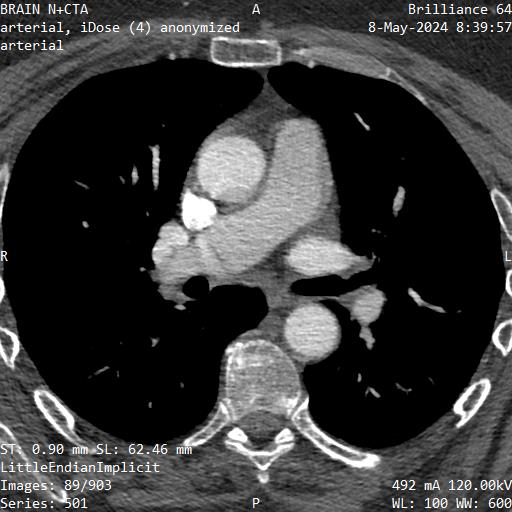 BRAIN N+CTA
arterial, iDose (4) anonymized
arterial
A
Brilliance 64
8-May-2024 8:39:57
R
L
ST: 0.90 mm SL: 62.46 mm
LittleEndianImplicit
Images: 89/903
Series: 501
P
492 mA 120.00kV
WL: 100 WW: 600